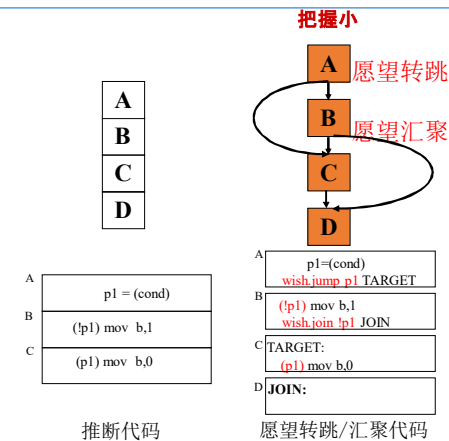 把握小
A
B
C
D
A
愿望转跳
B
愿望汇聚
C
D
A
p1 = (cond)
B
(!p1) mov b,1
C
(p1) mov b,0
推断代码
A
p1=(cond)
wish.jump p1 TARGET
B
(!p1) mov b,1
wish.join !p1 JOIN
C
TARGET:
(p1) mov b,0
D
JOIN:
愿望转跳/汇聚代码